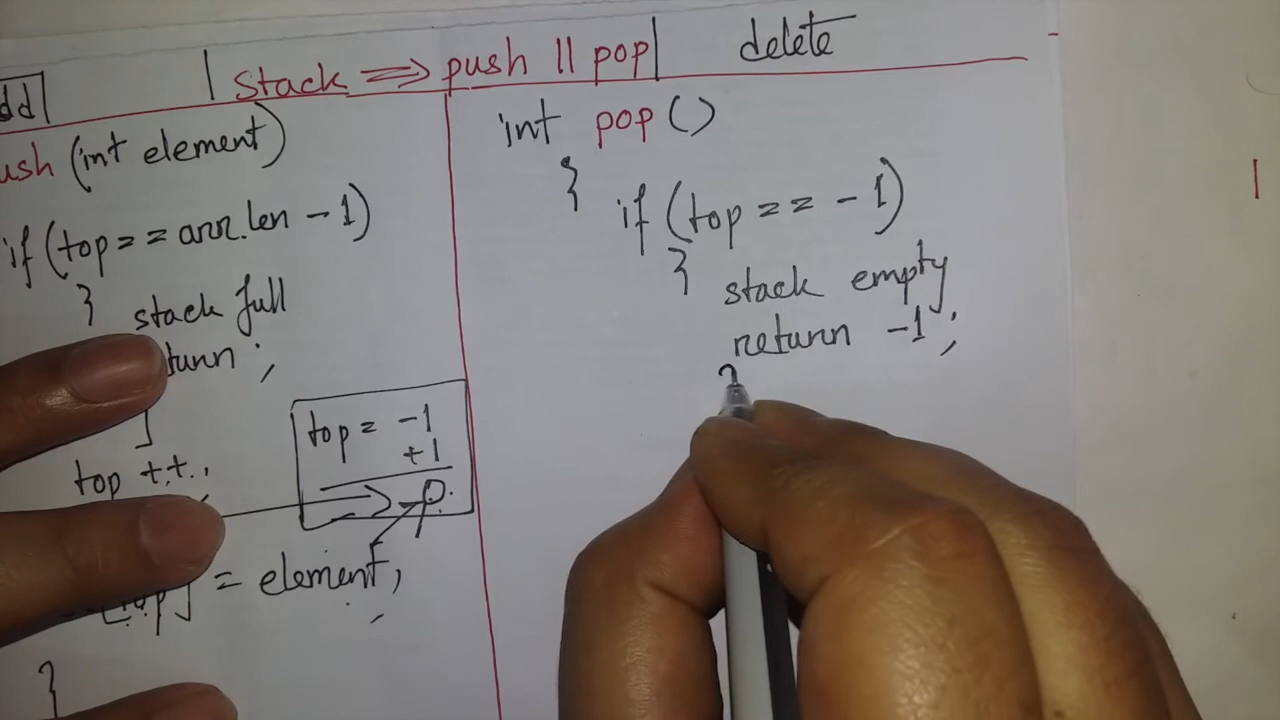 | Stack ⇒ push || pop | delete
dd
ush (int element)
if (top == arr.len - 1)
} stack full
turn ;
}
top ++;
top = -1
+1
= element;
}
int pop()
}
if (top == -1)
} stack empty
return -1;